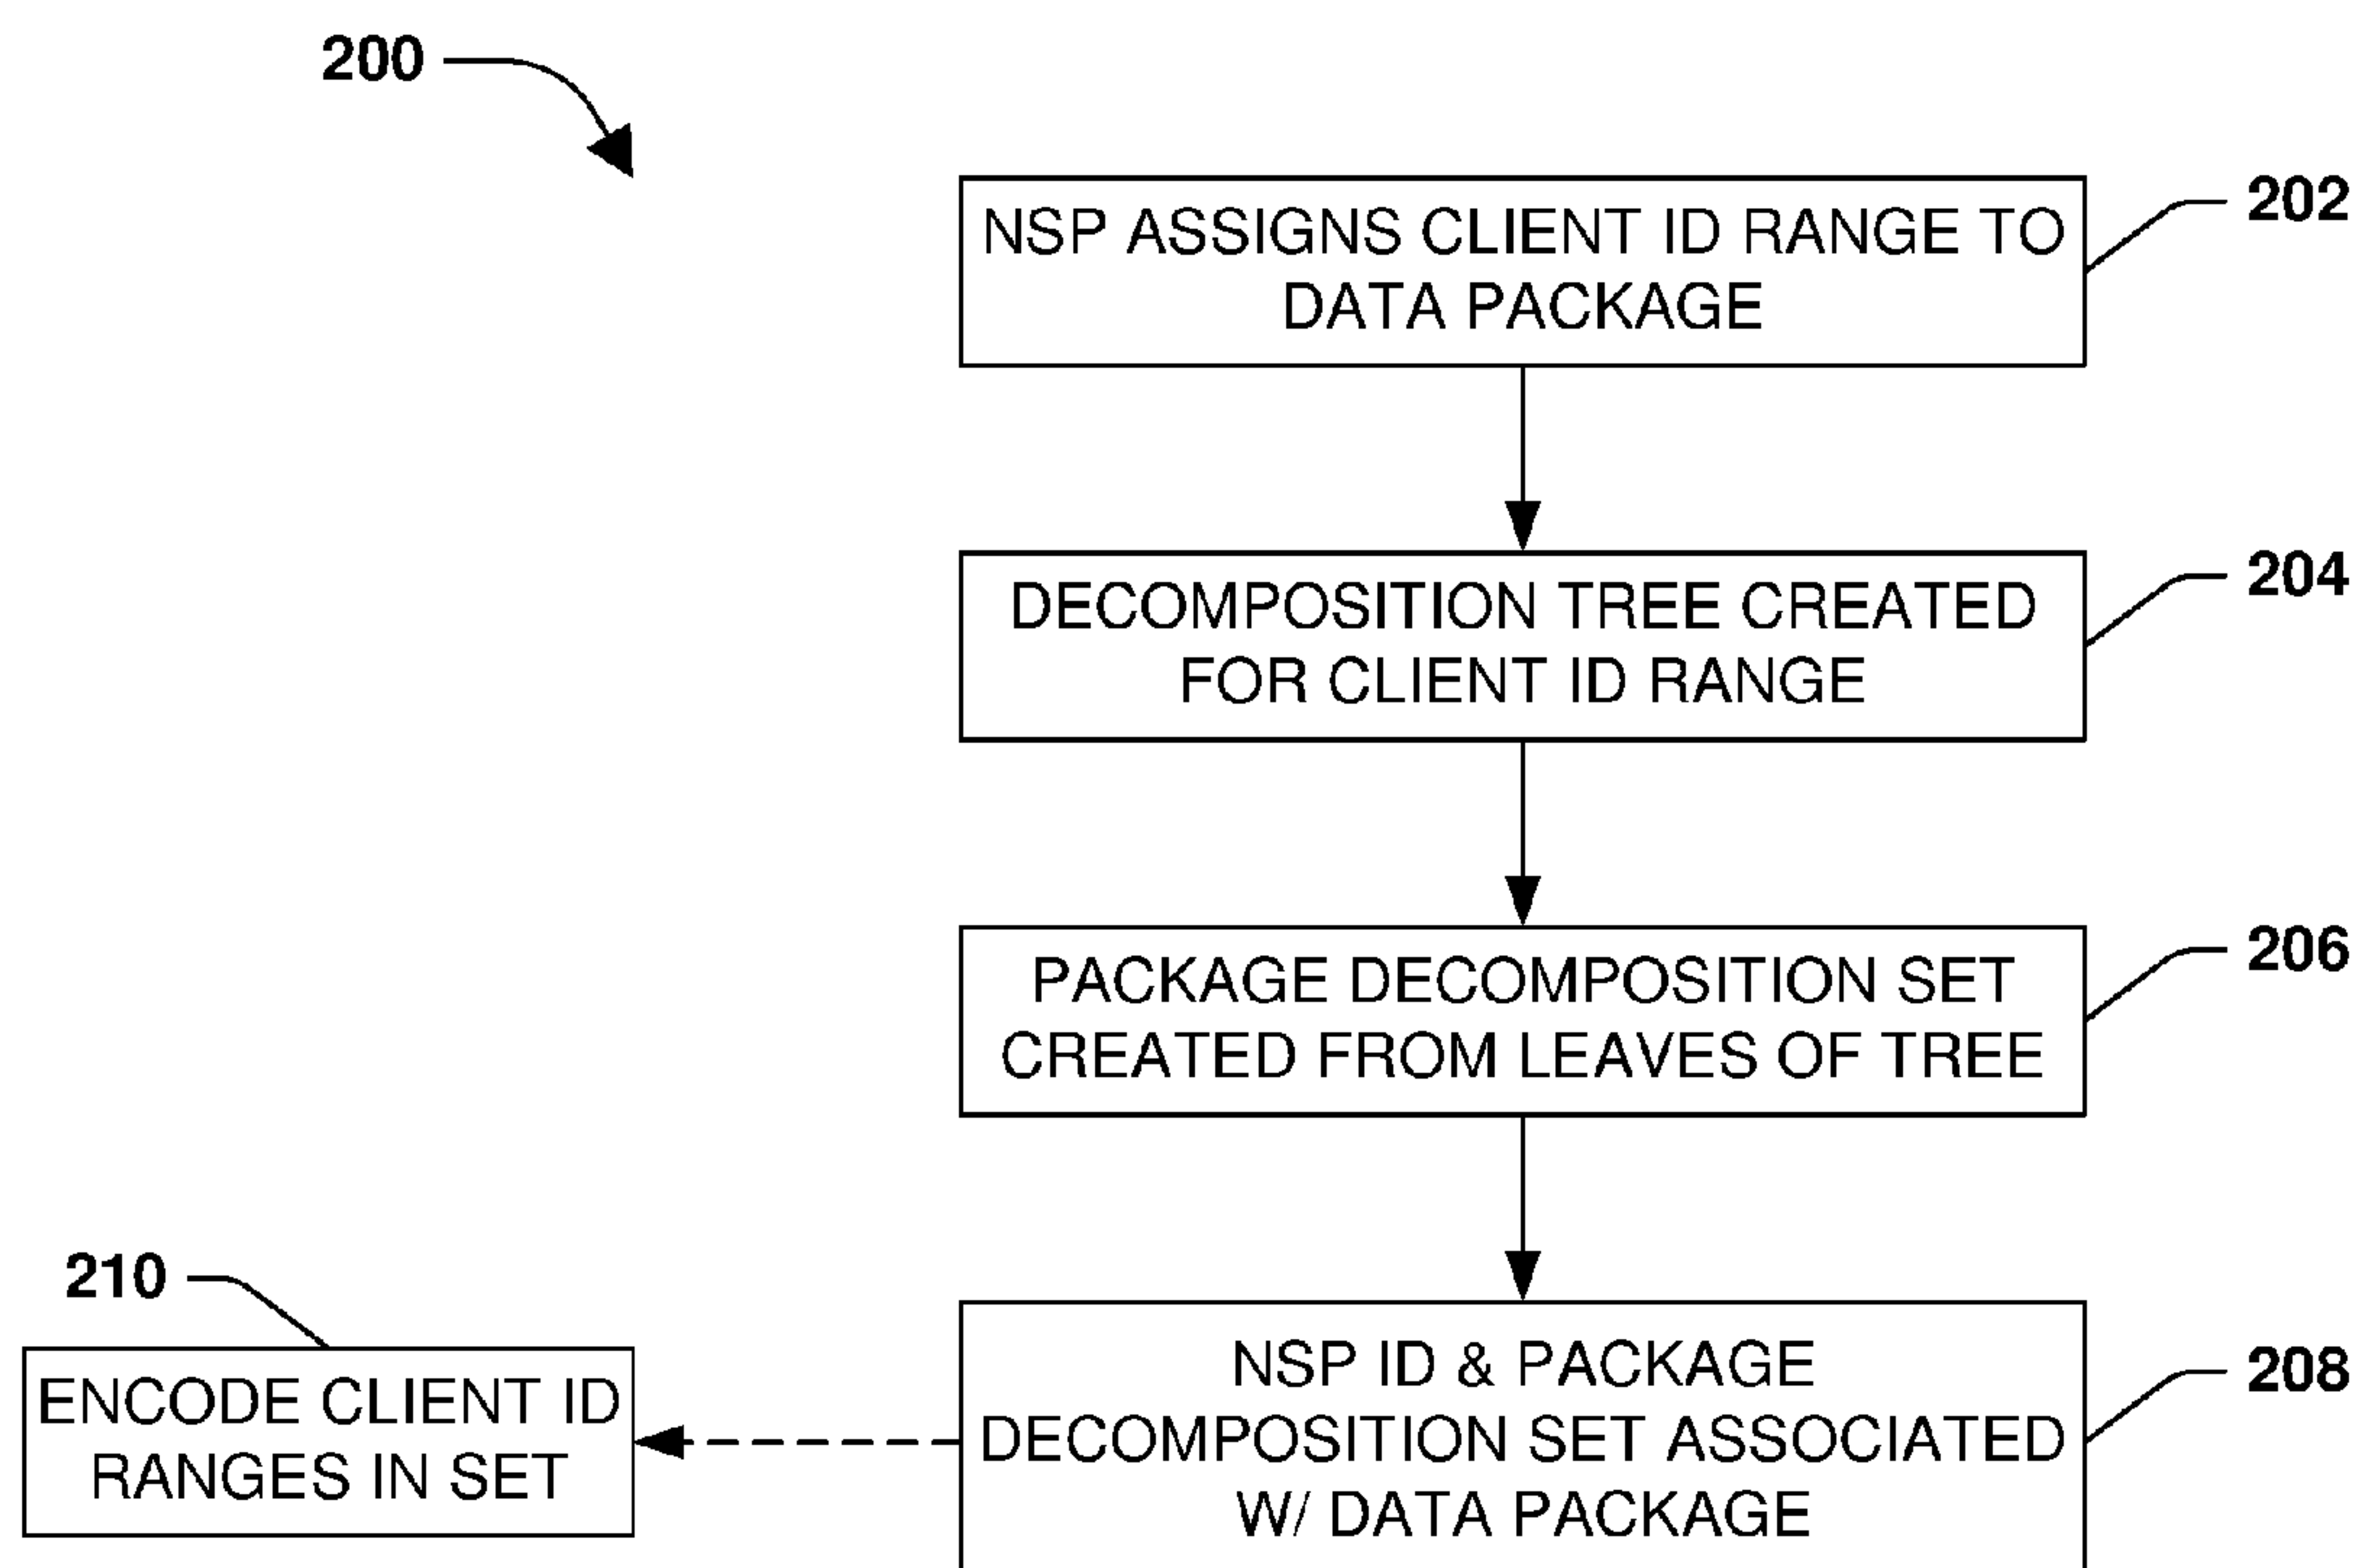 200
202
NSP ASSIGNS CLIENT ID RANGE TO
DATA PACKAGE
204
DECOMPOSITION TREE CREATED
FOR CLIENT ID RANGE
206
PACKAGE DECOMPOSITION SET
CREATED FROM LEAVES OF TREE
210
ENCODE CLIENT ID
RANGES IN SET
208
NSP ID & PACKAGE
DECOMPOSITION SET ASSOCIATED
W/ DATA PACKAGE